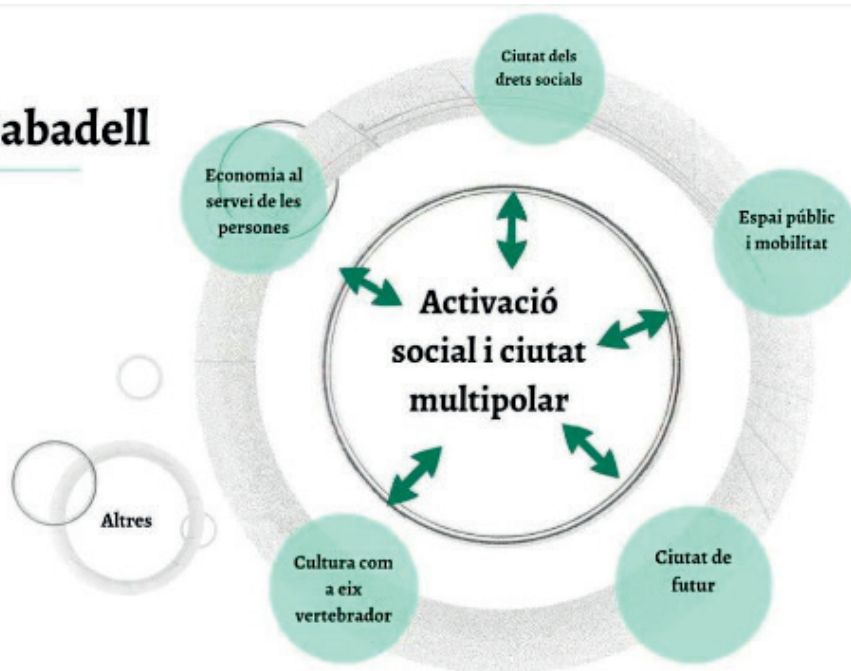 abadell
Ciutat dels
drets socials
Economia al
servei de les
persones
Espai públic
i mobilitat
Activació
social i ciutat
multipolar
Altres
Cultura com
a eix
vertebrador
Ciutat de
futur